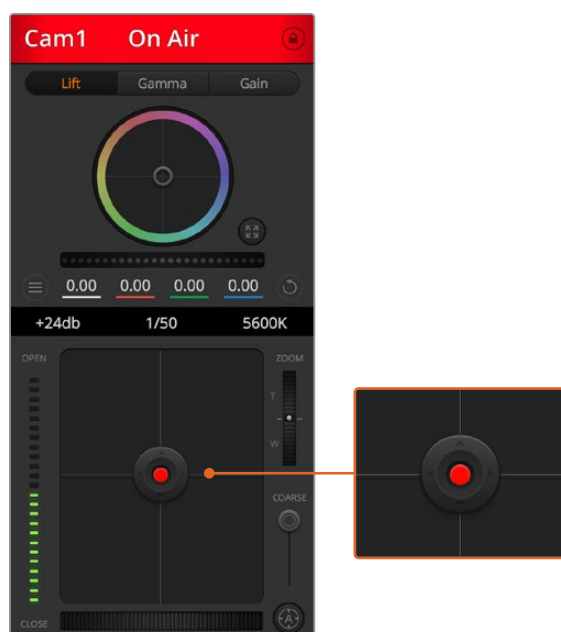 Cam1 On Air
Lift Gamma Gain
0.00 0.00 0.00 0.00
+24db 1/50 5600K
OPEN ZOOM
T
W
COARSE
A
CLOSE